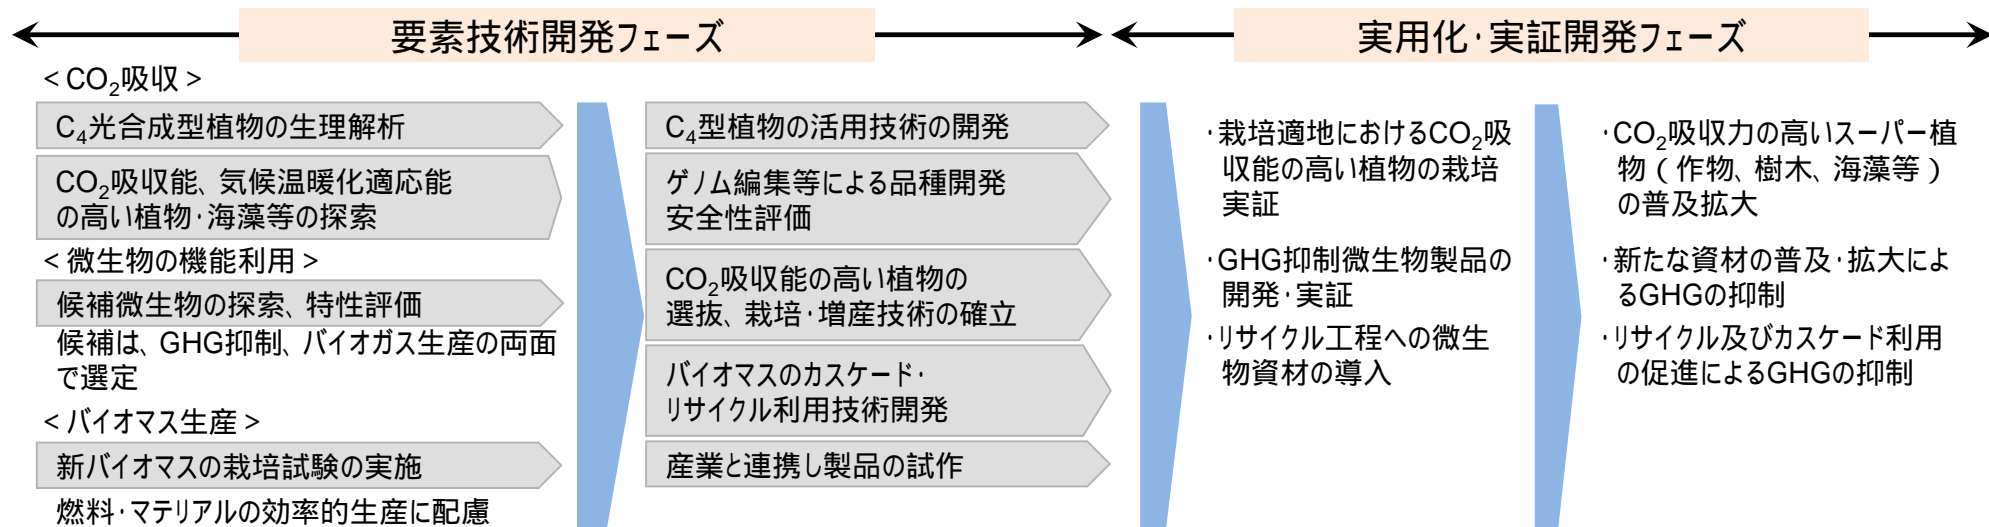 要素技術開発フェーズ
実用化・実証開発フェーズ
＜CO₂吸収＞
C₄光合成型植物の生理解析
CO₂吸収能、気候温暖化適応能
の高い植物・海藻等の探索
＜微生物の機能利用＞
候補微生物の探索、特性評価
候補は、GHG抑制、バイオガス生産の両面
で選定
＜バイオマス生産＞
新バイオマスの栽培試験の実施
燃料・マテリアルの効率的生産に配慮
C₄型植物の活用技術の開発
ゲノム編集等による品種開発
安全性評価
CO₂吸収能の高い植物の
選抜、栽培・増産技術の確立
バイオマスのカスケード・
リサイクル利用技術開発
産業と連携し製品の試作
・栽培適地におけるCO₂吸
収能の高い植物の栽培
実証
・GHG抑制微生物製品の
開発・実証
・リサイクル工程への微生
物資材の導入
・CO₂吸収力の高いスーパー植
物（作物、樹木、海藻等）
の普及拡大
・新たな資材の普及・拡大によ
るGHGの抑制
・リサイクル及びカスケード利用
の促進によるGHGの抑制